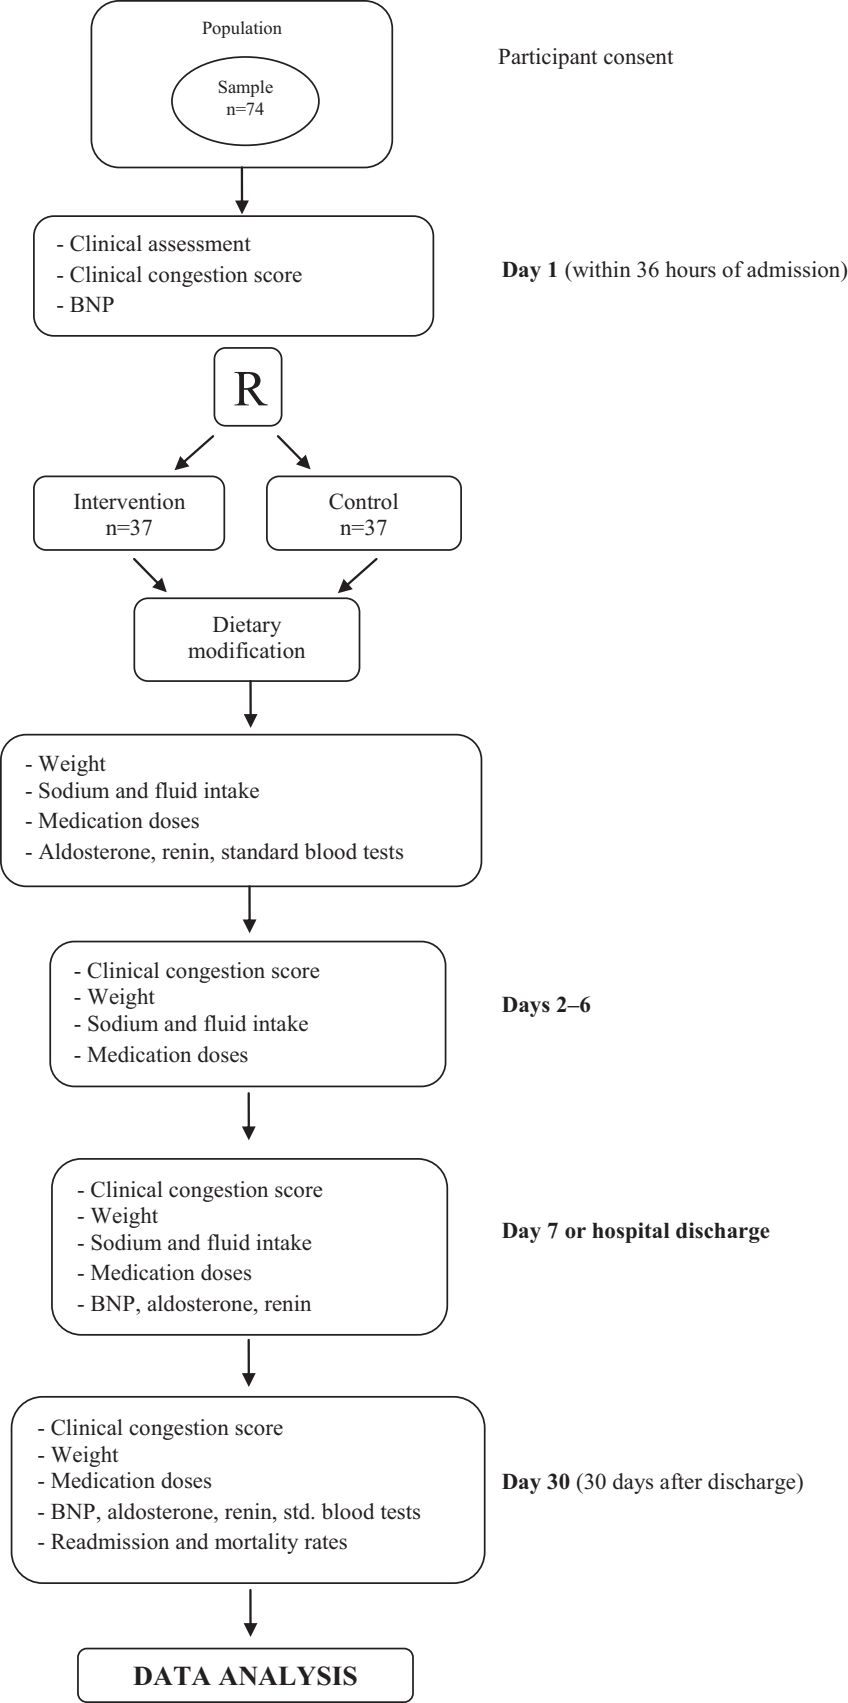 Population
Sample
n=74
Participant consent
- Clinical assessment
- Clinical congestion score
- BNP
Day 1 (within 36 hours of admission)
R
Intervention
n=37
Control
n=37
Dietary
modification
- Weight
- Sodium and fluid intake
- Medication doses
- Aldosterone, renin, standard blood tests
- Clinical congestion score
- Weight
- Sodium and fluid intake
- Medication doses
Days 2–6
- Clinical congestion score
- Weight
- Sodium and fluid intake
- Medication doses
- BNP, aldosterone, renin
Day 7 or hospital discharge
- Clinical congestion score
- Weight
- Medication doses
- BNP, aldosterone, renin, std. blood tests
- Readmission and mortality rates
Day 30 (30 days after discharge)
DATA ANALYSIS